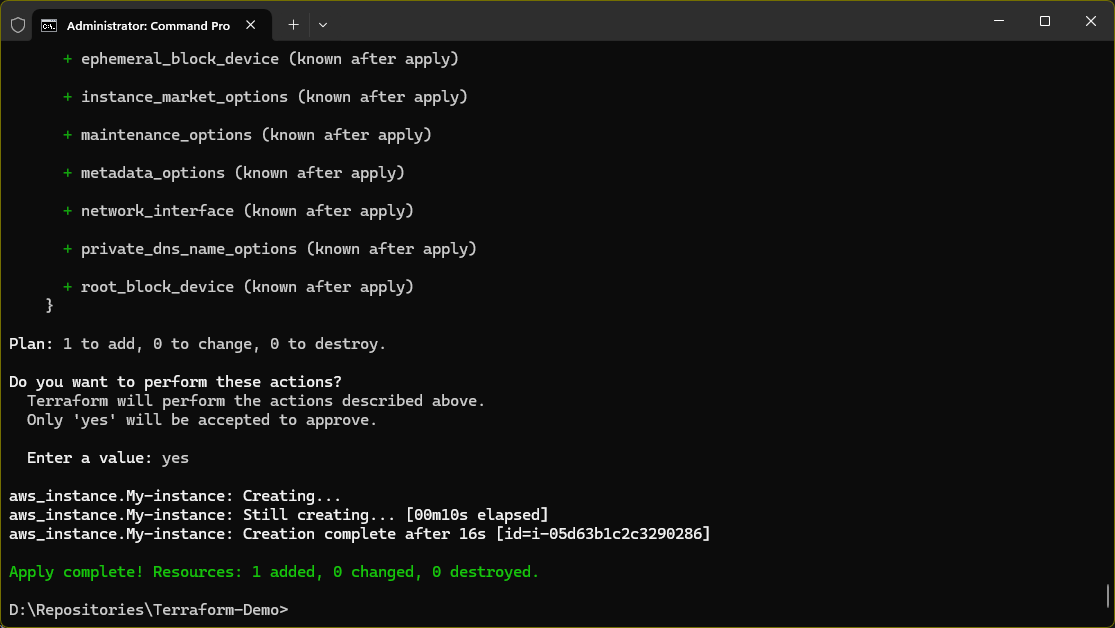 Administrator: Command Pro
+ ephemeral_block_device (known after apply)
+ instance_market_options (known after apply)
+ maintenance_options (known after apply)
+ metadata_options (known after apply)
+ network_interface (known after apply)
+ private_dns_name_options (known after apply)
+ root_block_device (known after apply)
}
Plan: 1 to add, 0 to change, 0 to destroy.
Do you want to perform these actions?
Terraform will perform the actions described above.
Only 'yes' will be accepted to approve.
Enter a value: yes
aws_instance.My-instance: Creating...
aws_instance.My-instance: Still creating... [00m10s elapsed]
aws_instance.My-instance: Creation complete after 16s [id=i-05d63b1c2c3290286]
Apply complete! Resources: 1 added, 0 changed, 0 destroyed.
D:\Repositories\Terraform-Demo>